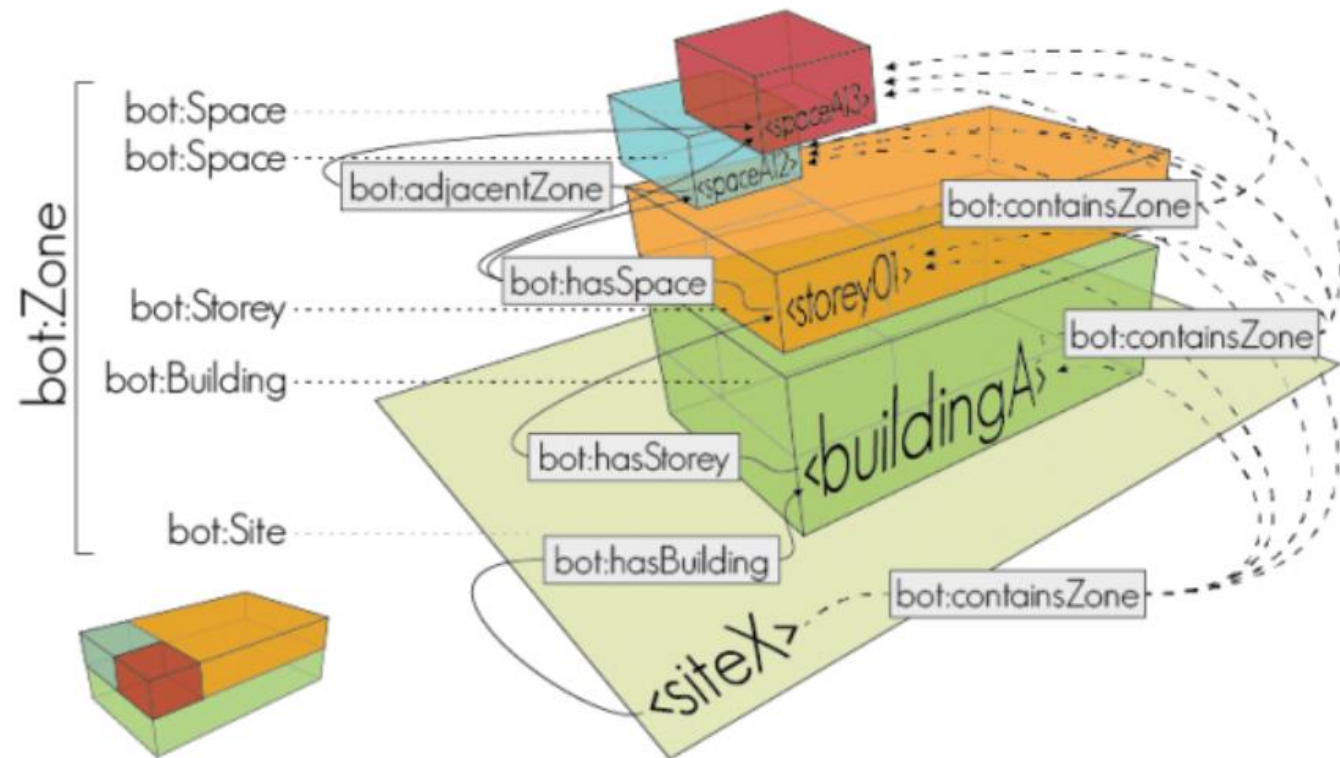 bot:Zone
bot:Space
bot:Space
bot:Storey
bot:Building
bot:Site
<spaceA13>
<spaceA12>
bot:adjacentZone
bot:containsZone
bot:hasSpace
<storey01>
bot:containsZone
<buildingA>
bot:hasStorey
bot:hasBuilding
bot:containsZone
<siteX>